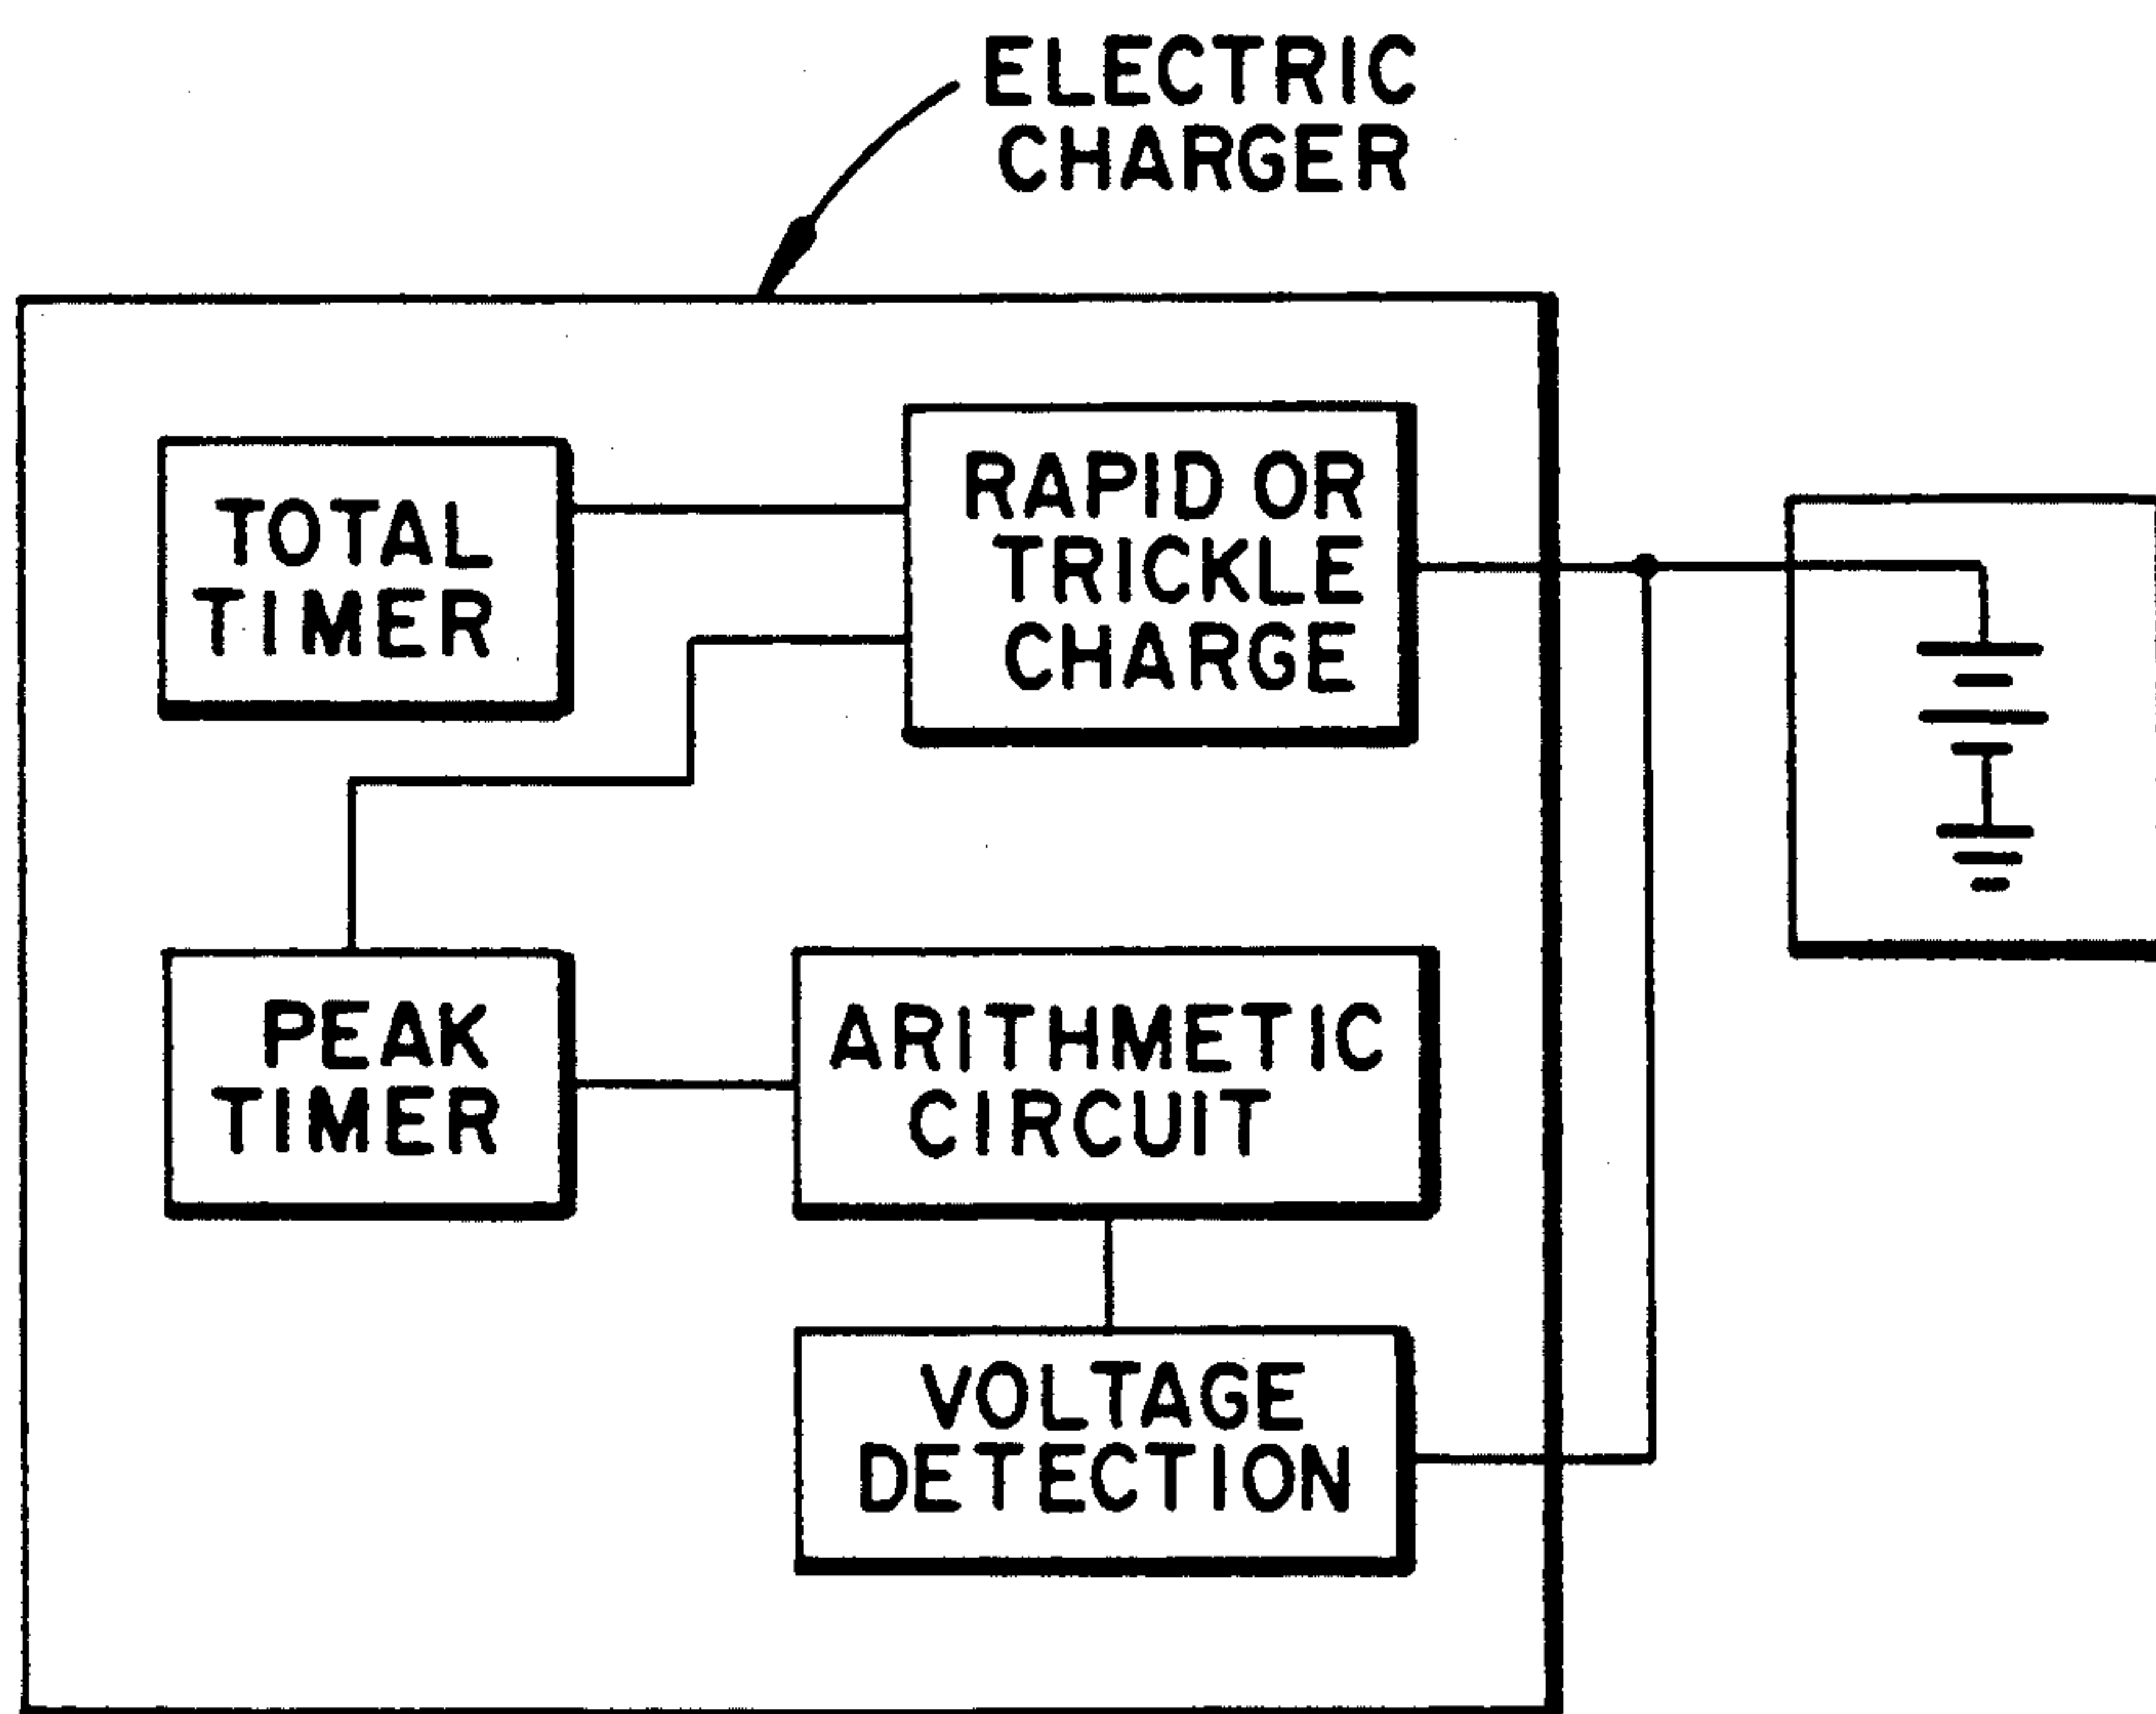 ELECTRIC
CHARGER
TOTAL
TIMER
RAPID OR
TRICKLE
CHARGE
PEAK
TIMER
ARITHMETIC
CIRCUIT
VOLTAGE
DETECTION